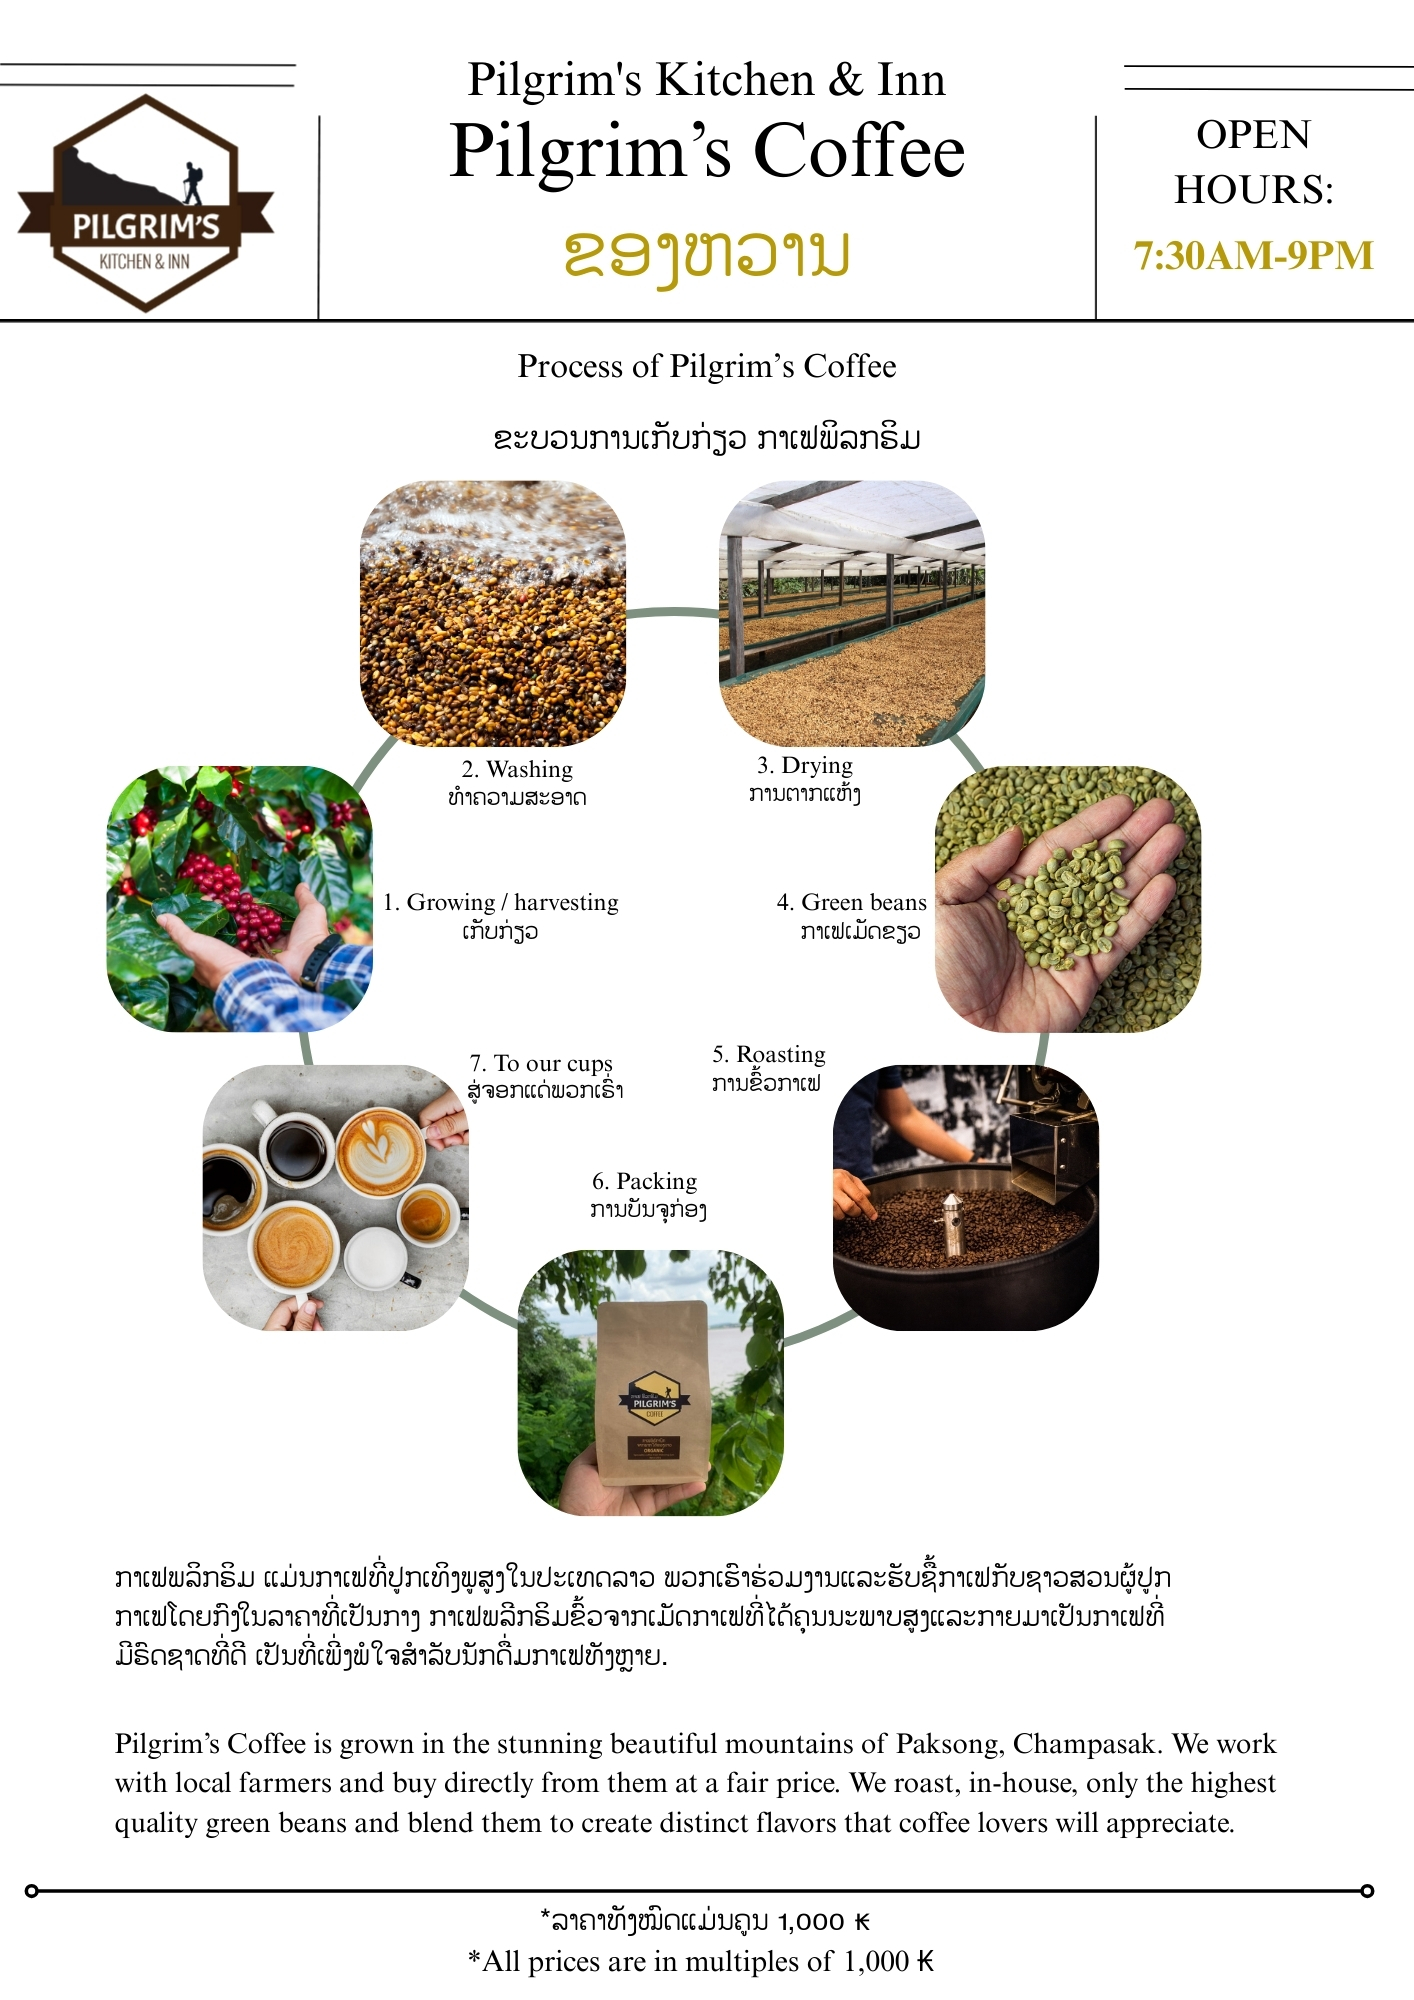 Pilgrim's Kitchen & Inn
Pilgrim’s Coffee
ຂອງຫວານ
PILGRIM’S
KITCHEN & INN
OPEN
HOURS:
7:30AM-9PM
Process of Pilgrim’s Coffee
ຂະບວນການເກັບກ່ຽວ ກາເຟພິລກຣິມ
2. Washing
ທຳຄວາມສະອາດ
3. Drying
ການຕາກແຫ້ງ
1. Growing / harvesting
ເກັບກ່ຽວ
4. Green beans
ກາເຟເມັດຂຽວ
7. To our cups
ສູ່ຈອກແດ່ພວກເຮົ່າ
5. Roasting
ການຂົ້ວກາເຟ
6. Packing
ການບັນຈຸກ່ອງ
PILGRIM’S
COFFEE
ORGANIC
ກາເຟພລິກຣິມ ແມ່ນກາເຟທີ່ປູກເທິງພູສູງໃນປະເທດລາວ ພວກເຮົາຮ່ວມງານແລະຮັບຊື້ກາເຟກັບຊາວສວນຜູ້ປູກ
ກາເຟໂດຍກົງໃນລາຄາທີ່ເປັນກາງ ກາເຟພລີກຣິມຂົ້ວຈາກເມັດກາເຟທີ່ໄດ້ຄຸນນະພາບສູງແລະກາຍມາເປັນກາເຟທີ່
ມີຣົດຊາດທີ່ດີ ເປັນທີ່ເພິ່ງພໍໃຈສຳລັບນັກດື່ມກາເຟທັງຫຼາຍ.
Pilgrim’s Coffee is grown in the stunning beautiful mountains of Paksong, Champasak. We work
with local farmers and buy directly from them at a fair price. We roast, in-house, only the highest
quality green beans and blend them to create distinct flavors that coffee lovers will appreciate.
*ລາຄາທັງໝົດແມ່ນຄູນ 1,000 ₭
*All prices are in multiples of 1,000 ₭